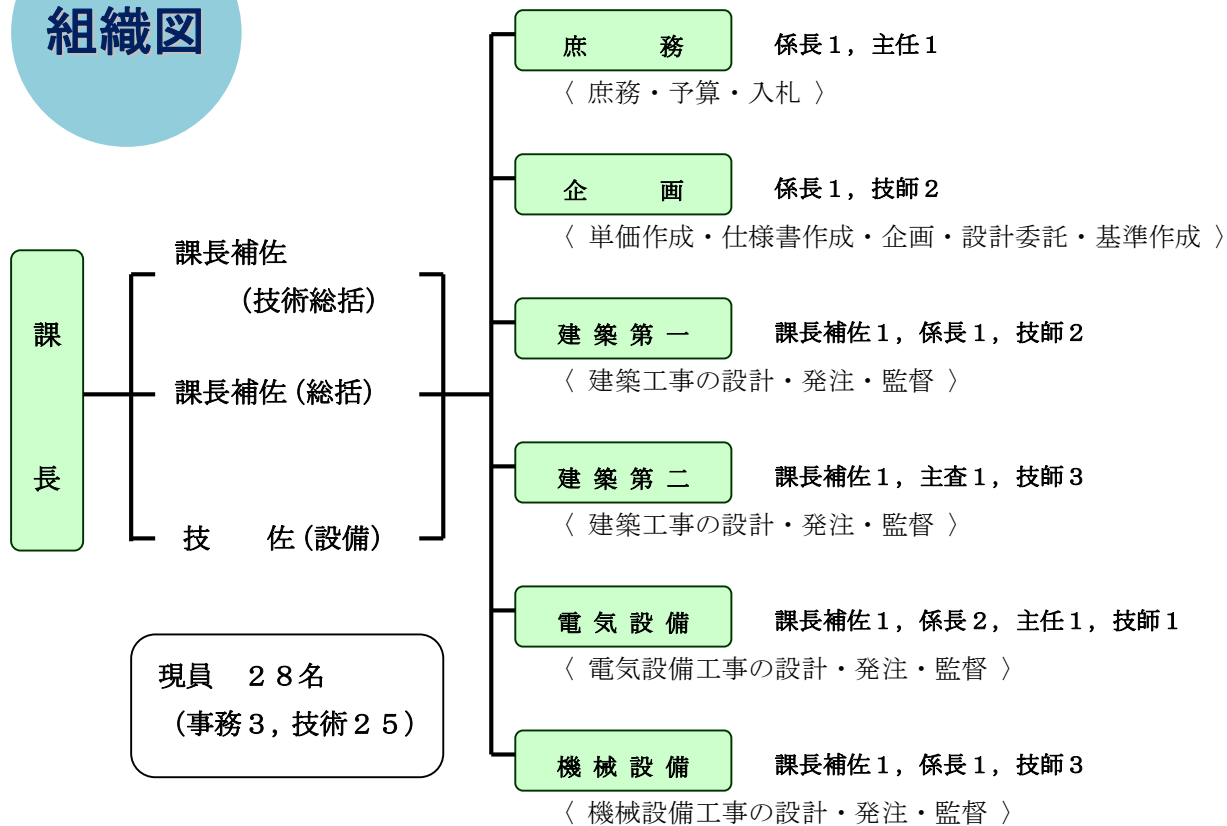 組織図
課
長
課長補佐
(技術総括)
課長補佐(総括)
技　佐(設備)
現員　２８名
(事務３,技術２５)
庶　務　係長１,主任１
〈 庶務・予算・入札 〉
企　画　係長１,技師２
〈 単価作成・仕様書作成・企画・設計委託・基準作成 〉
建築第一　課長補佐１,係長１,技師２
〈 建築工事の設計・発注・監督 〉
建築第二　課長補佐１,主査１,技師３
〈 建築工事の設計・発注・監督 〉
電気設備　課長補佐１,係長２,主任１,技師１
〈 電気設備工事の設計・発注・監督 〉
機械設備　課長補佐１,係長１,技師３
〈 機械設備工事の設計・発注・監督 〉